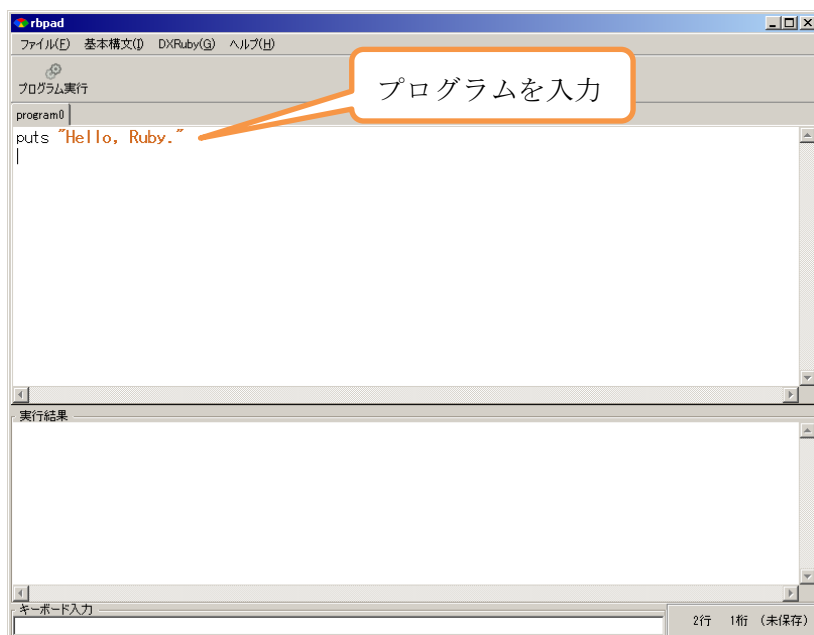 rbpad
ファイル(F) 基本構文(I) DXRuby(G) ヘルプ(H)
プログラム実行
プログラムを入力
program0
puts "Hello, Ruby."
実行結果
キーボード入力
2行 1桁 (未保存)